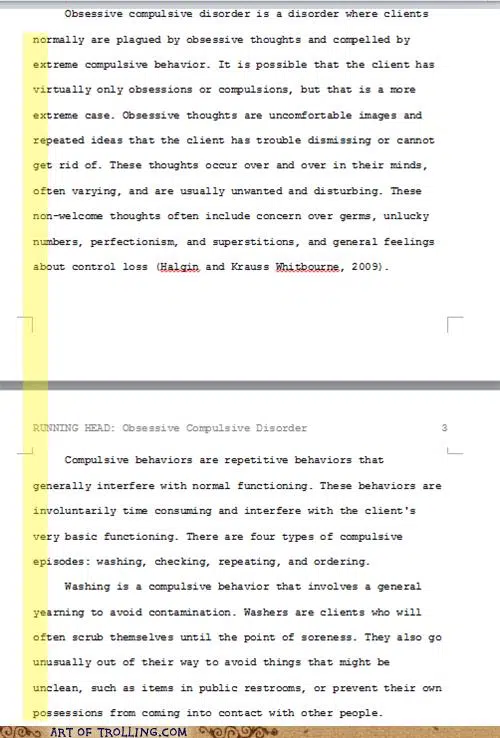 Obsessive compulsive disorder is a disorder where clients
normally are plagued by obsessive thoughts and compelled by
extreme compulsive behavior. It is possible that the client has
virtually only obsessions or compulsions, but that is a more
extreme case. Obsessive thoughts are uncomfortable images and
repeated ideas that the client has trouble dismissing or cannot
get rid of. These thoughts occur over and over in their minds,
often varying, and are usually unwanted and disturbing. These
non-welcome thoughts often include concern over germs, unlucky
numbers, perfectionism, and superstitions, and general feelings
about control loss (Halgin and Krauss Whitbourne, 2009).
RUNNING HEAD: Obsessive Compulsive Disorder 3
Compulsive behaviors are repetitive behaviors that
generally interfere with normal functioning. These behaviors are
involuntarily time consuming and interfere with the client's
very basic functioning. There are four types of compulsive
episodes: washing, checking, repeating, and ordering.
Washing is a compulsive behavior that involves a general
yearning to avoid contamination. Washers are clients who will
often scrub themselves until the point of soreness. They also go
unusually out of their way to avoid things that might be
unclean, such as items in public restrooms, or prevent their own
possessions from coming into contact with other people.
ART OF TROLLING.COM